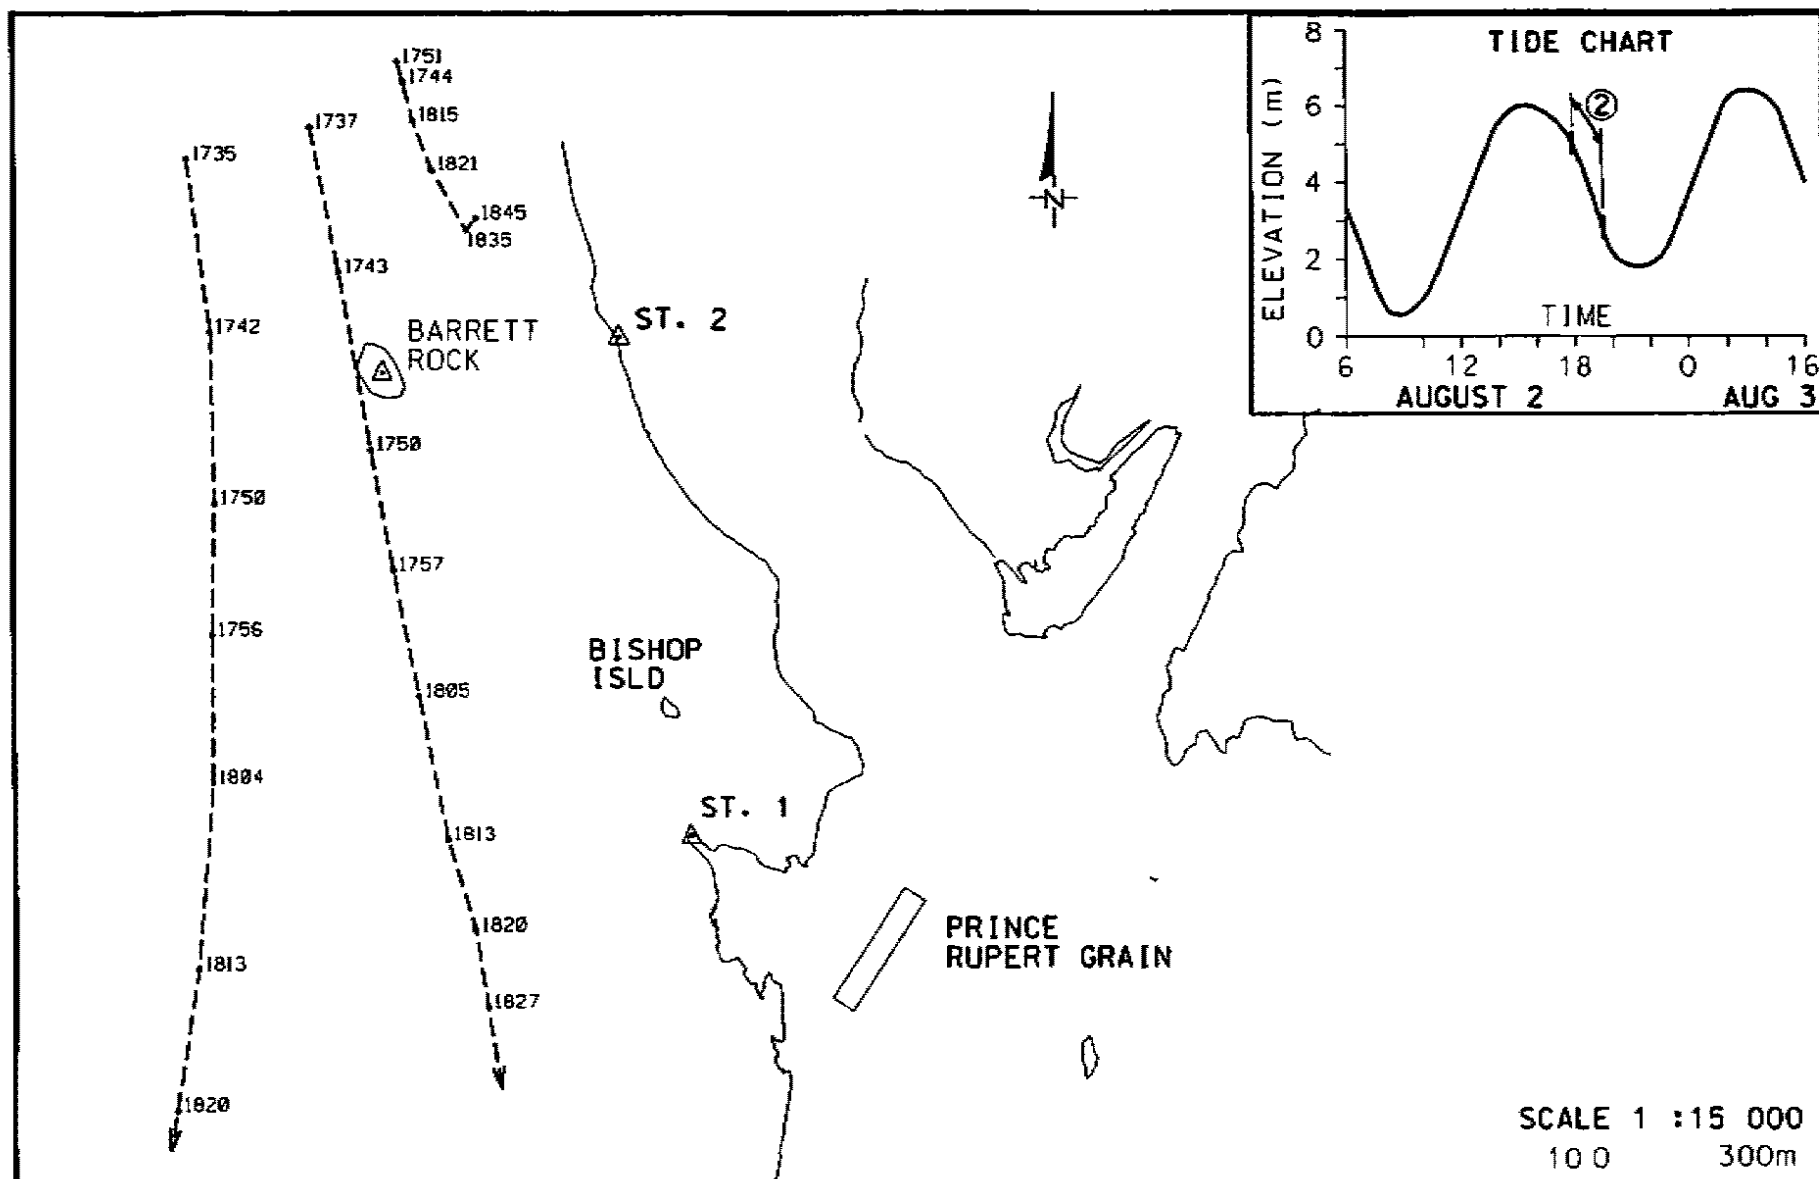 1751
1744
1815
1821
1845
1835
1737
1743
1750
1757
1805
1813
1820
1827
1735
1742
1750
1756
1804
1813
1820
BARRETT
ROCK
ST. 2
BISHOP
ISLD
ST. 1
N
PRINCE
RUPERT GRAIN
TIDE CHART
2
ELEVATION (m)
8
6
4
2
0
TIME
6 12 18 0 16
AUGUST 2 AUG 3
SCALE 1 :15 000
10 0 300m